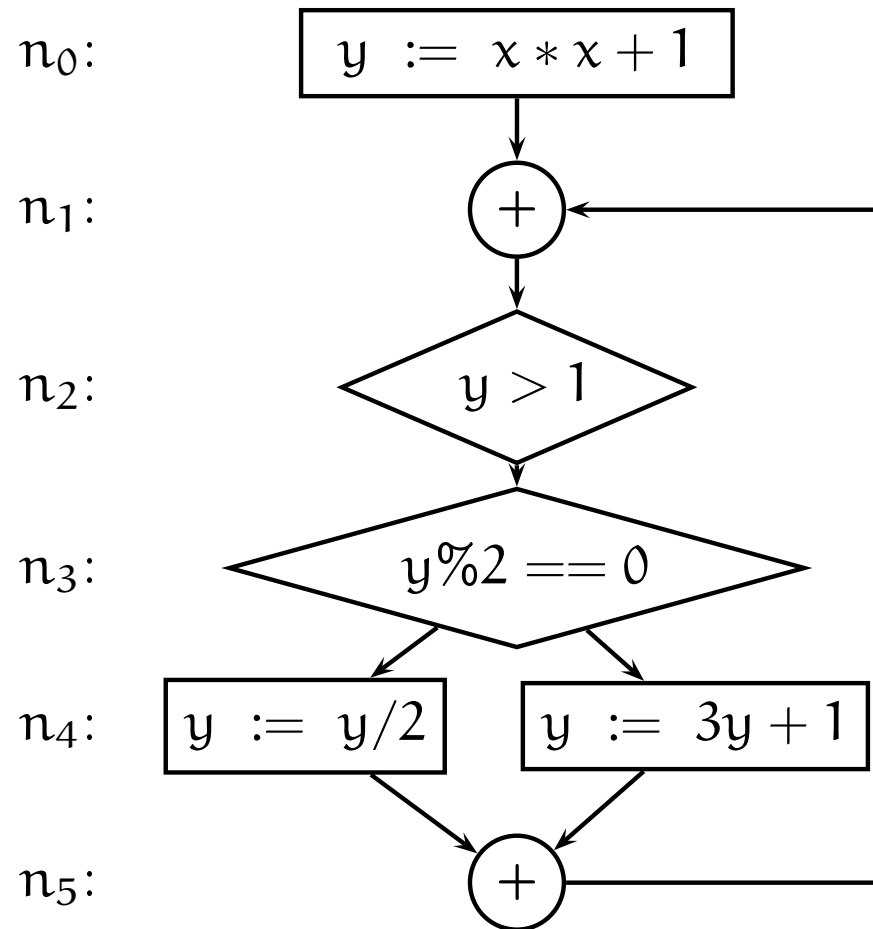 n₀: y := x ∗ x + 1
n₁: +
n₂: y > 1
n₃: y%2 == 0
n₄: y := y/2 y := 3y + 1
n₅: +